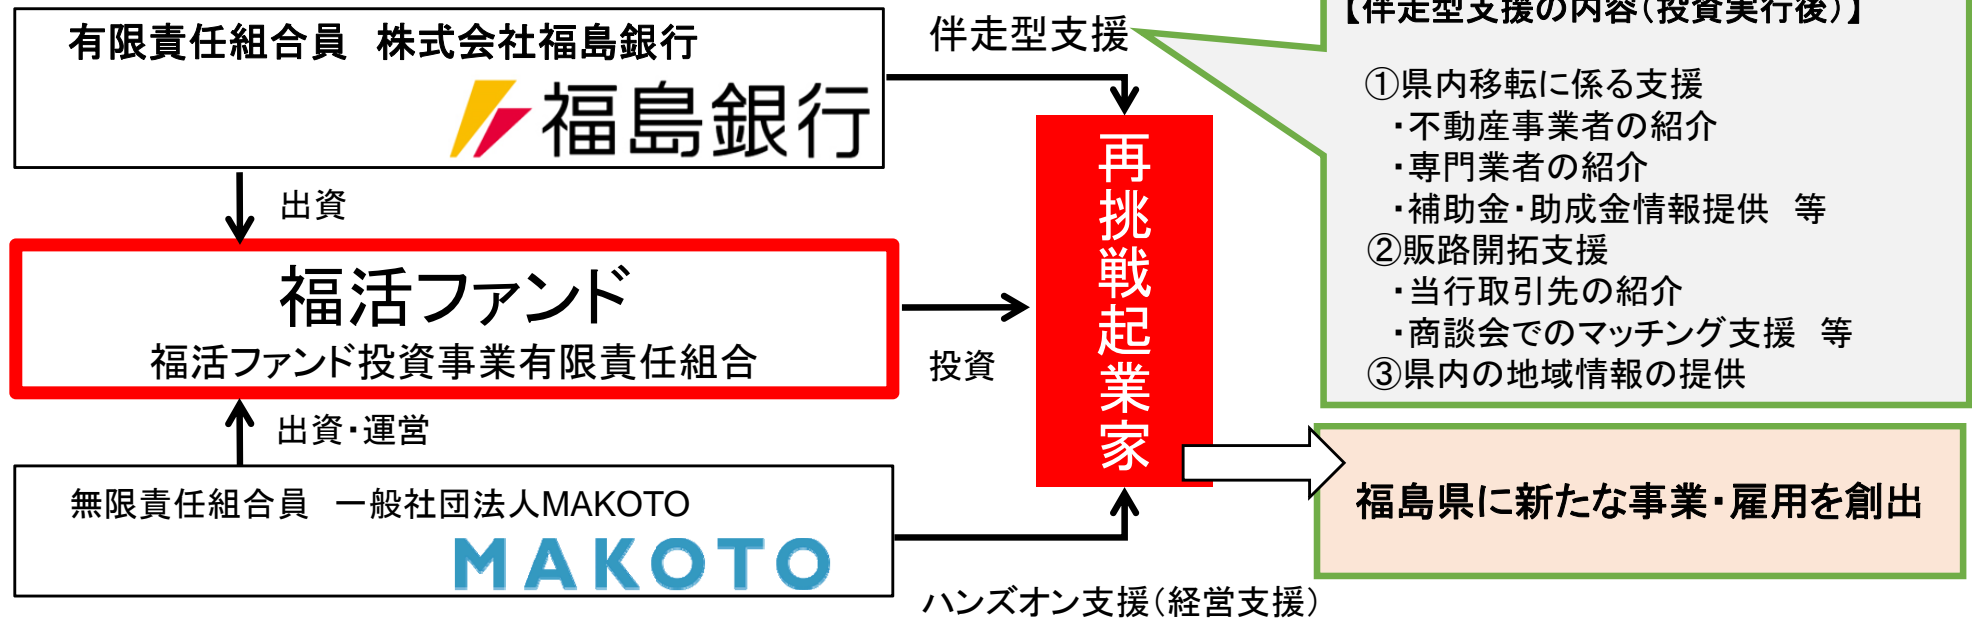 有限責任組合員　株式会社福島銀行
福島銀行
伴走型支援
【伴走型支援の内容(投資実行後)】
①県内移転に係る支援
・不動産事業者の紹介
・専門業者の紹介
・補助金・助成金情報提供　等
②販路開拓支援
・当行取引先の紹介
・商談会でのマッチング支援　等
③県内の地域情報の提供
出資
福活ファンド
福活ファンド投資事業有限責任組合
投資
再挑戦起業家
出資・運営
無限責任組合員　一般社団法人MAKOTO
MAKOTO
ハンズオン支援(経営支援)
福島県に新たな事業・雇用を創出